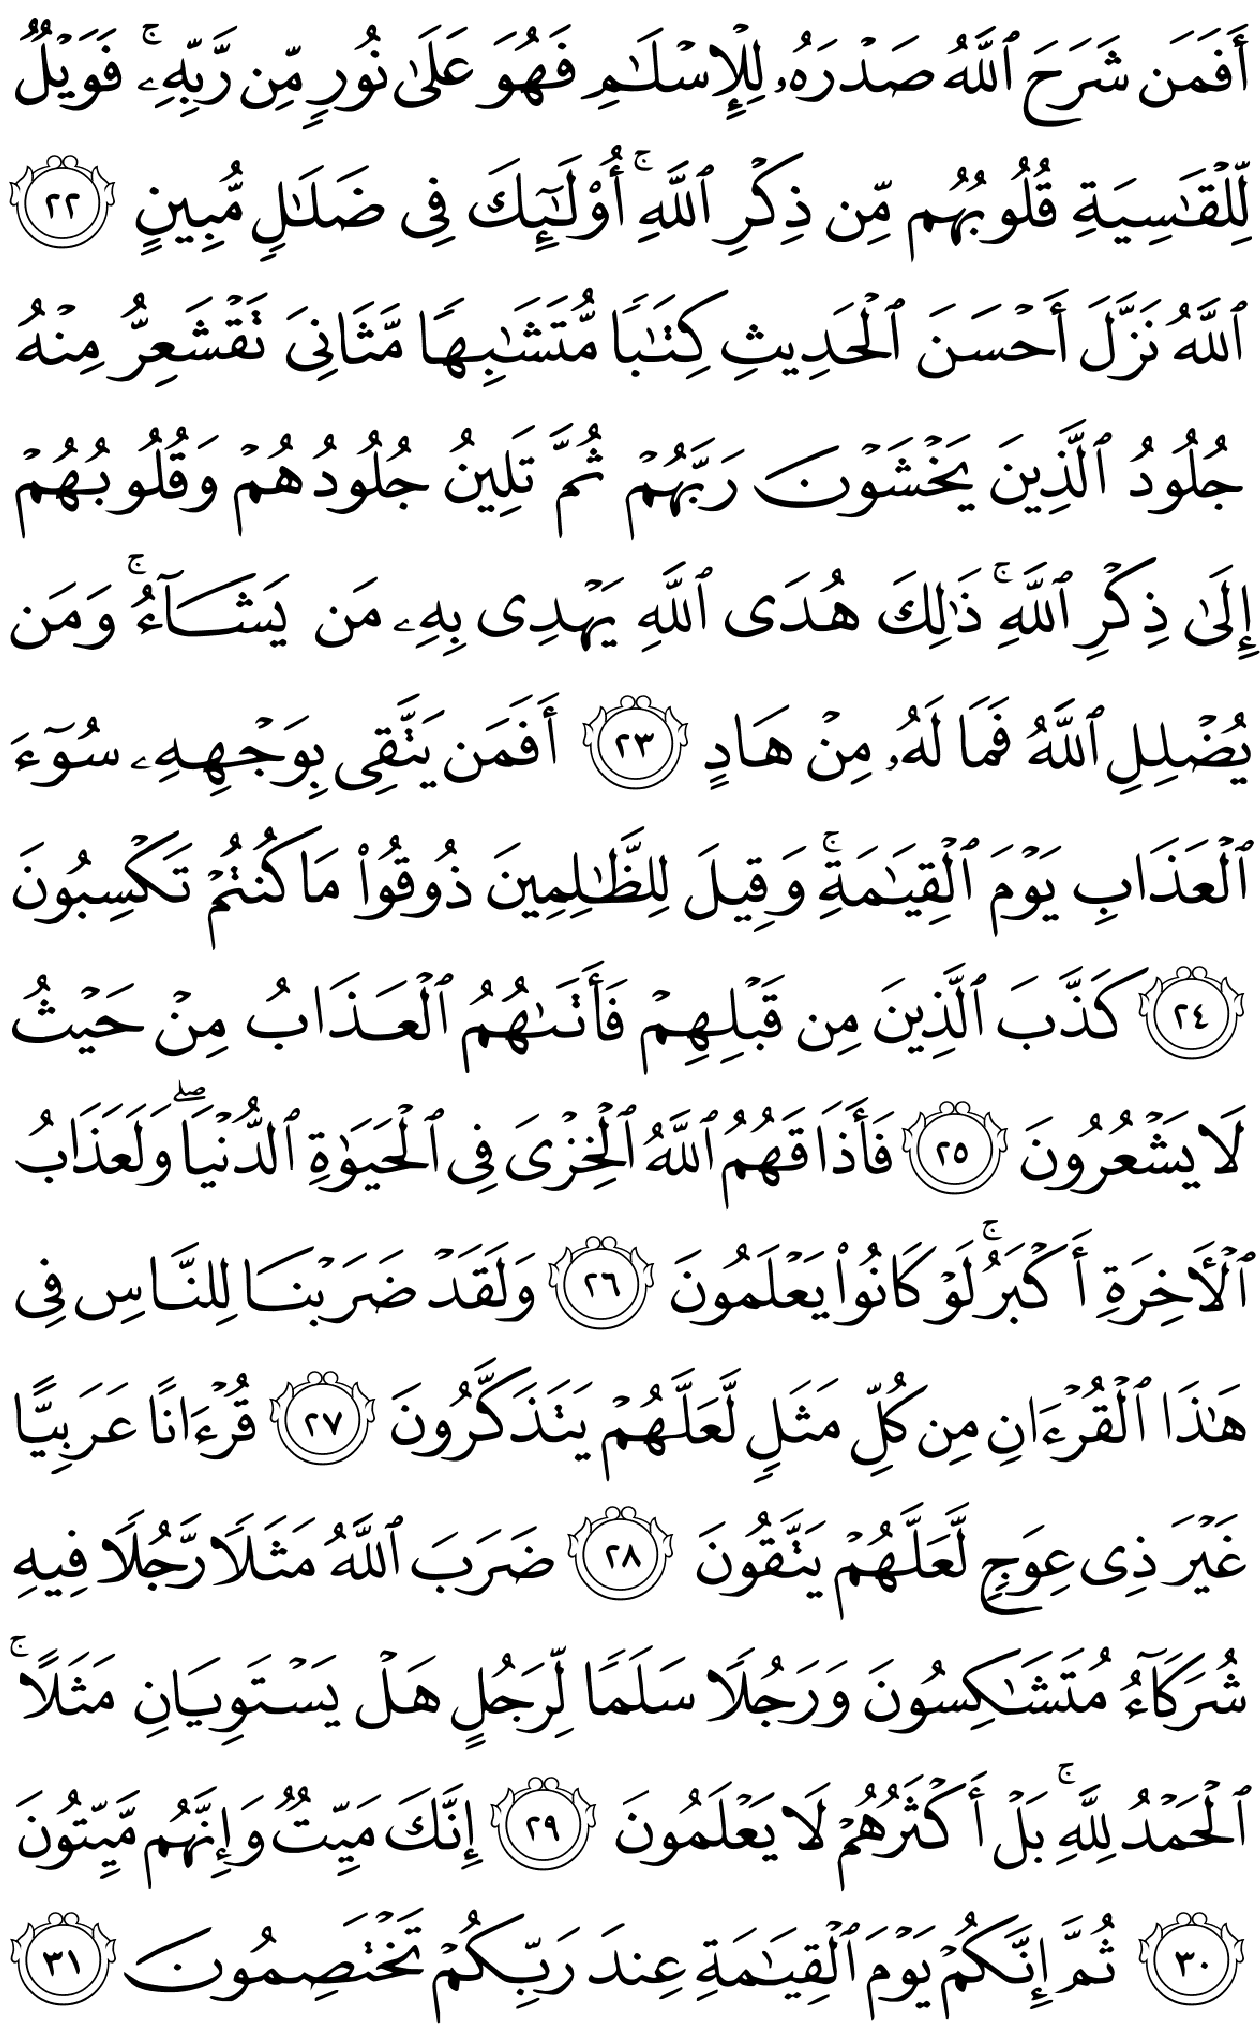 أَفَمَن شَرَحَ ٱللَّهُ صَدْرَهُۥ لِلْإِسْلَـٰمِ فَهُوَ عَلَىٰ نُورٍ مِّن رَّبِّهِۦ ۚ فَوَيْلٌ
لِّلْقَـٰسِيَةِ قُلُوبُهُم مِّن ذِكْرِ ٱللَّهِ ۚ أُو۟لَـٰٓئِكَ فِى ضَلَـٰلٍ مُّبِينٍ ٢٢
ٱللَّهُ نَزَّلَ أَحْسَنَ ٱلْحَدِيثِ كِتَـٰبًا مُّتَشَـٰبِهًا مَّثَانِىَ تَقْشَعِرُّ مِنْهُ
جُلُودُ ٱلَّذِينَ يَخْشَوْنَ رَبَّهُمْ ثُمَّ تَلِينُ جُلُودُهُمْ وَقُلُوبُهُمْ
إِلَىٰ ذِكْرِ ٱللَّهِ ۚ ذَٰلِكَ هُدَى ٱللَّهِ يَهْدِى بِهِۦ مَن يَشَآءُ ۚ وَمَن
يُضْلِلِ ٱللَّهُ فَمَا لَهُۥ مِنْ هَادٍ ٢٣ أَفَمَن يَتَّقِى بِوَجْهِهِۦ سُوٓءَ
ٱلْعَذَابِ يَوْمَ ٱلْقِيَـٰمَةِ ۚ وَقِيلَ لِلظَّـٰلِمِينَ ذُوقُوا۟ مَا كُنتُمْ تَكْسِبُونَ
٢٤ كَذَّبَ ٱلَّذِينَ مِن قَبْلِهِمْ فَأَتَىٰهُمُ ٱلْعَذَابُ مِنْ حَيْثُ
لَا يَشْعُرُونَ ٢٥ فَأَذَاقَهُمُ ٱللَّهُ ٱلْخِزْىَ فِى ٱلْحَيَوٰةِ ٱلدُّنْيَا ۖ وَلَعَذَابُ
ٱلْـَٔاخِرَةِ أَكْبَرُ ۚ لَوْ كَانُوا۟ يَعْلَمُونَ ٢٦ وَلَقَدْ ضَرَبْنَا لِلنَّاسِ فِى
هَـٰذَا ٱلْقُرْءَانِ مِن كُلِّ مَثَلٍ لَّعَلَّهُمْ يَتَذَكَّرُونَ ٢٧ قُرْءَانًا عَرَبِيًّا
غَيْرَ ذِى عِوَجٍ لَّعَلَّهُمْ يَتَّقُونَ ٢٨ ضَرَبَ ٱللَّهُ مَثَلًا رَّجُلًا فِيهِ
شُرَكَآءُ مُتَشَـٰكِسُونَ وَرَجُلًا سَلَمًا لِّرَجُلٍ هَلْ يَسْتَوِيَانِ مَثَلًا ۚ
ٱلْحَمْدُ لِلَّهِ ۚ بَلْ أَكْثَرُهُمْ لَا يَعْلَمُونَ ٢٩ إِنَّكَ مَيِّتٌ وَإِنَّهُم مَّيِّتُونَ
٣٠ ثُمَّ إِنَّكُمْ يَوْمَ ٱلْقِيَـٰمَةِ عِندَ رَبِّكُمْ تَخْتَصِمُونَ ٣١